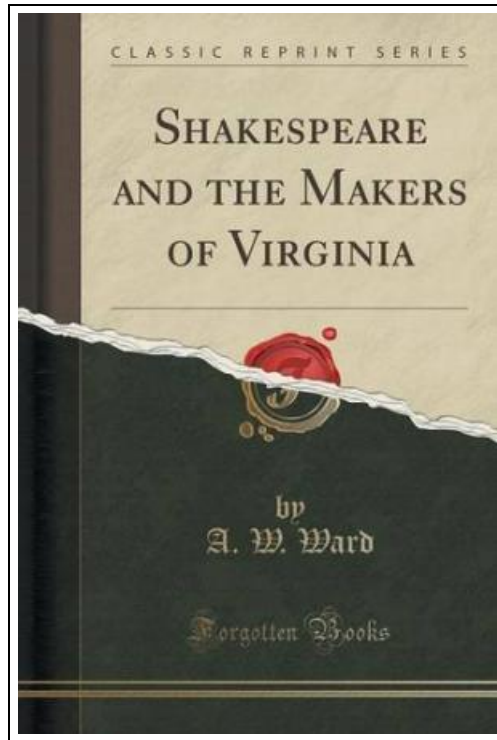 CLASSIC REPRINT SERIES
SHAKESPEARE
AND THE MAKERS
OF VIRGINIA
by
A. W. Ward
Forgotten Books